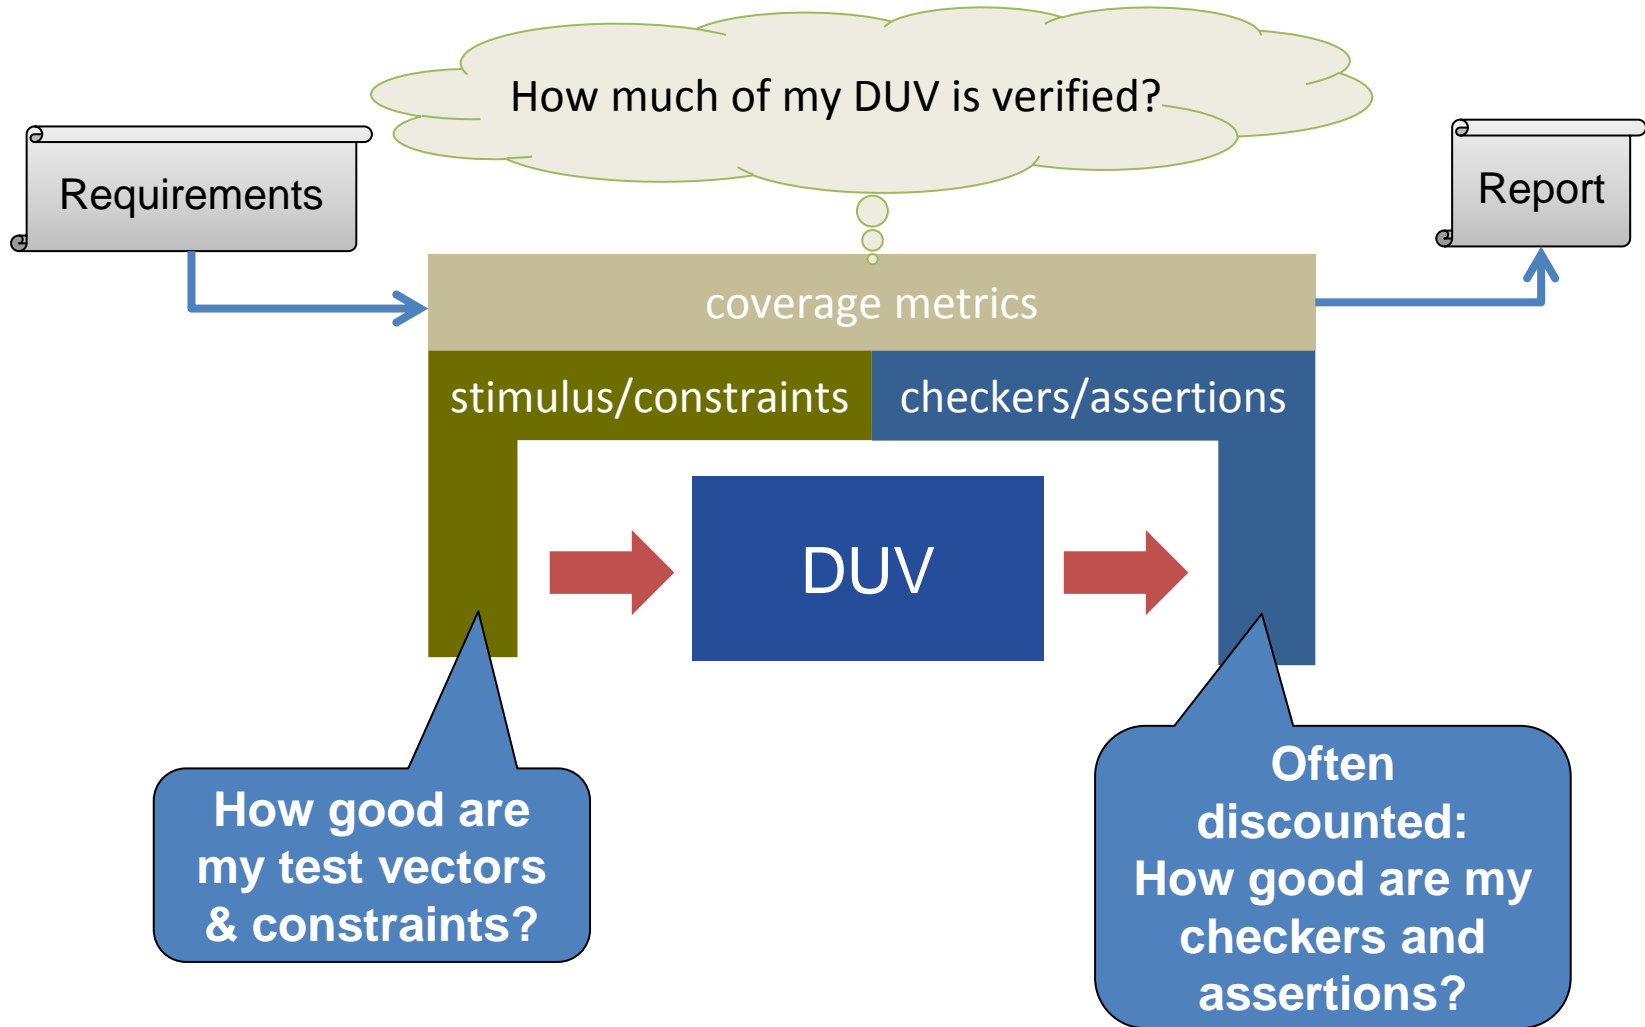 How much of my DUV is verified?
Requirements
Report
coverage metrics
stimulus/constraints
checkers/assertions
DUV
How good are
my test vectors
& constraints?
Often
discounted:
How good are my
checkers and
assertions?